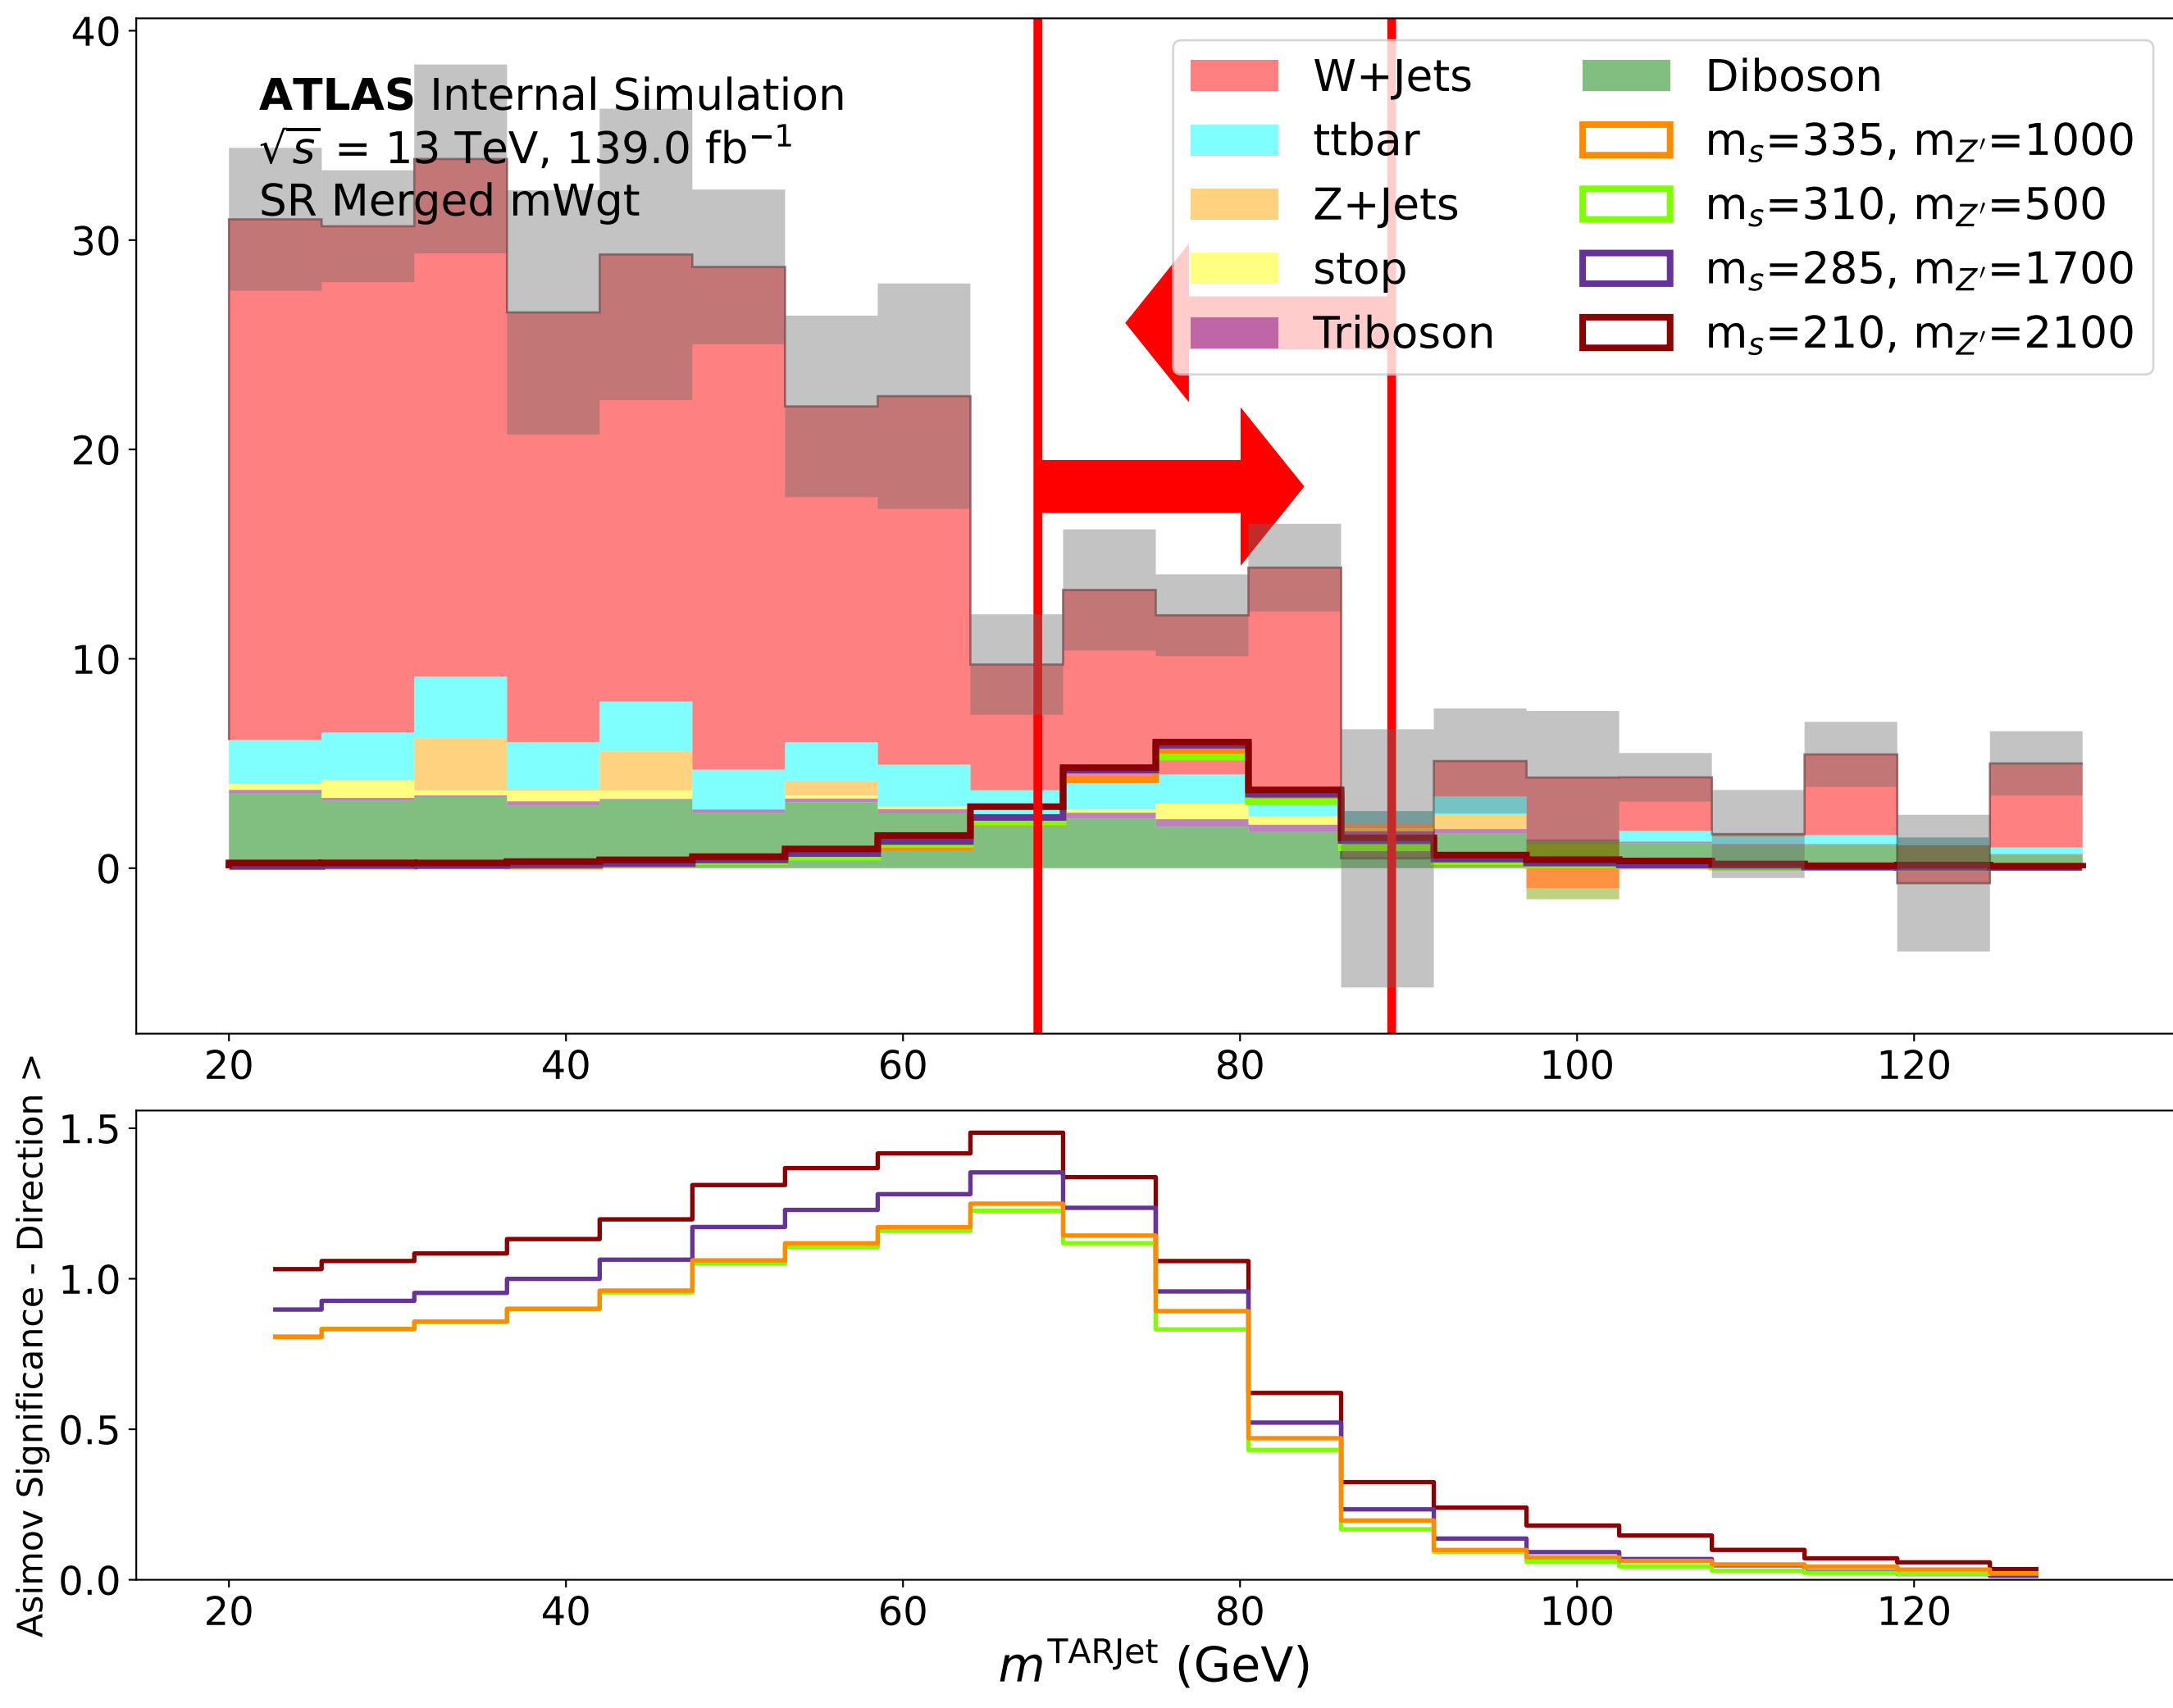 ATLAS Internal Simulation
√s = 13 TeV, 139.0 fb⁻¹
SR Merged mWgt
W+Jets
ttbar
Z+Jets
stop
Triboson
Diboson
mₛ=335, m_Z′=1000
mₛ=310, m_Z′=500
mₛ=285, m_Z′=1700
mₛ=210, m_Z′=2100
40
30
20
10
0
20 40 60 80 100 120
Asimov Significance - Direction >
1.5
1.0
0.5
0.0
20 40 60 80 100 120
m^TARJet (GeV)